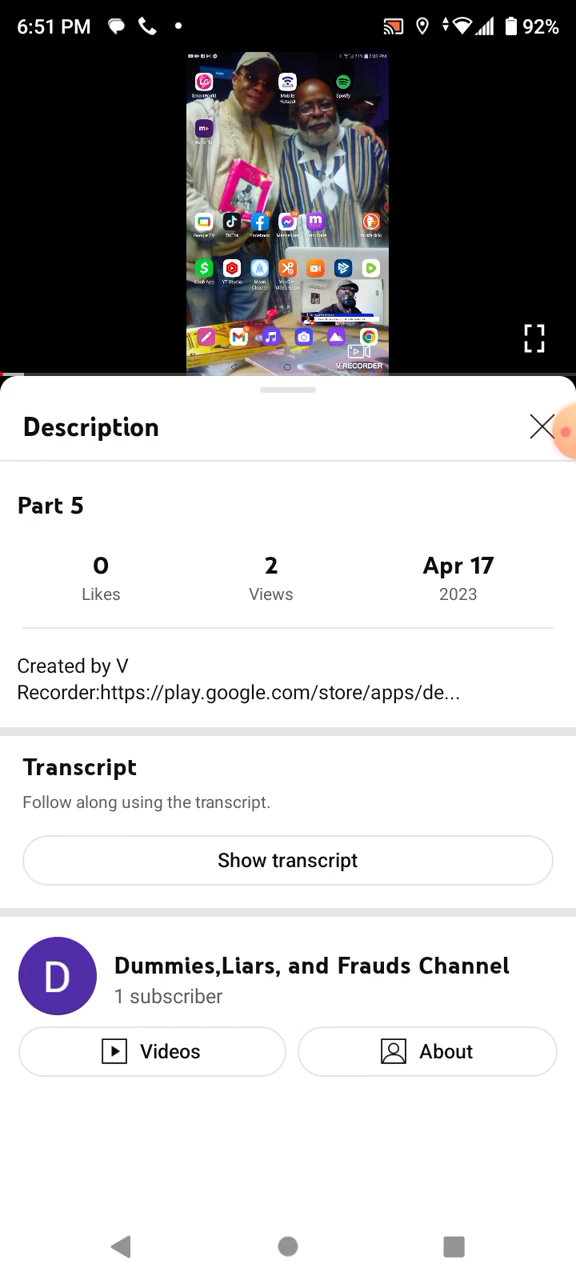 6:51 PM
92%
Spotify
Facebook
V.RECORDER
Description
Part 5
0
Likes
2
Views
Apr 17
2023
Created by V
Recorder:https://play.google.com/store/apps/de...
Transcript
Follow along using the transcript.
Show transcript
D
Dummies,Liars, and Frauds Channel
1 subscriber
Videos
About